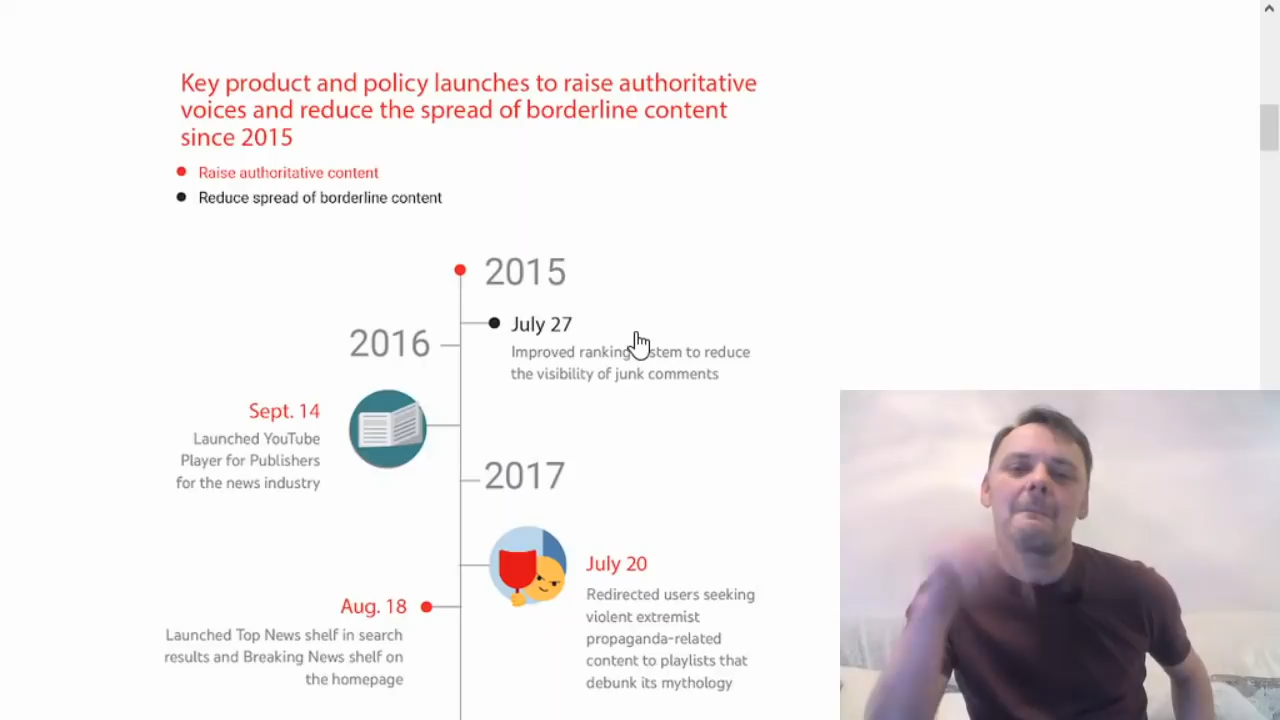 Key product and policy launches to raise authoritative
voices and reduce the spread of borderline content
since 2015
Raise authoritative content
Reduce spread of borderline content
2015
July 27
Improved ranking to reduce
the visibility of junk comments
2016
Sept. 14
Launched YouTube
Player for Publishers
for the news industry
2017
July 20
Redirected users seeking
violent extremist
propaganda-related
content to playlists that
debunk its mythology
Aug. 18
Launched Top News shelf in search
results and Breaking News shelf on
the homepage